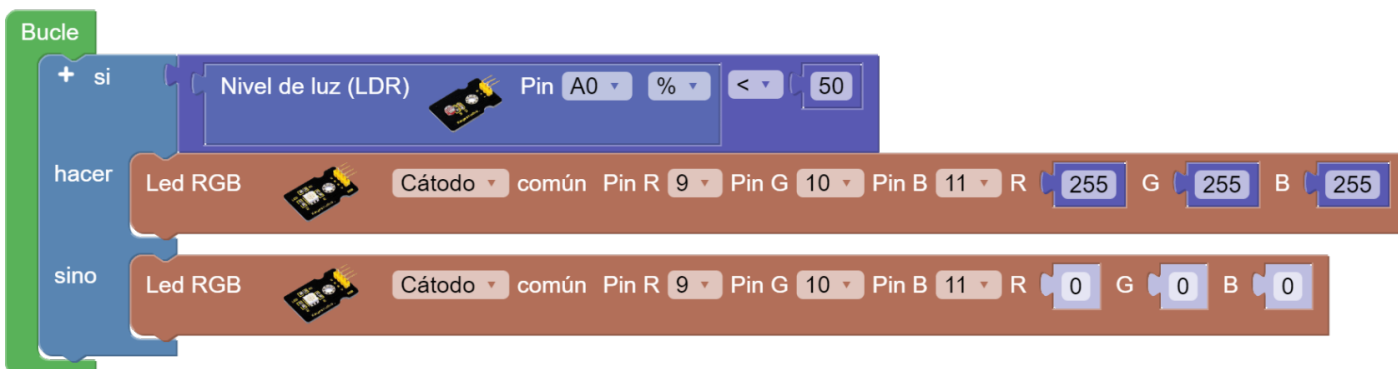 Bucle
+ si Nivel de luz (LDR) Pin A0 % < 50
hacer Led RGB Cátodo común Pin R 9 Pin G 10 Pin B 11 R 255 G 255 B 255
sino Led RGB Cátodo común Pin R 9 Pin G 10 Pin B 11 R 0 G 0 B 0